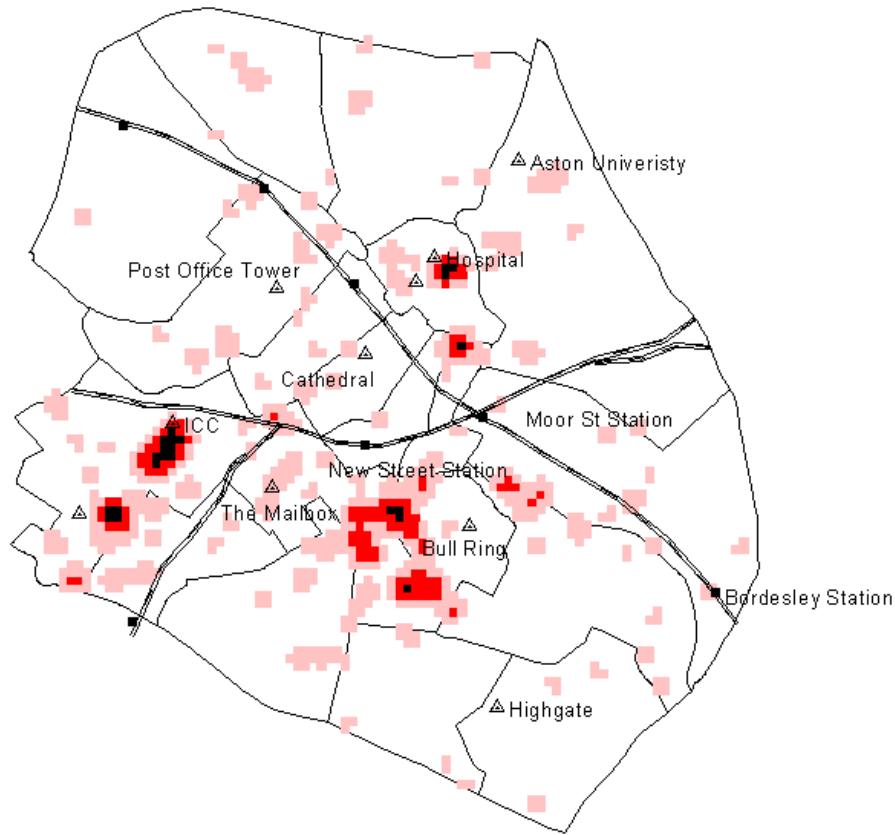 Aston Univeristy
Hospital
Post Office Tower
Cathedral
Moor St Station
ICC
New Street Station
The Mailbox
Bull Ring
Bordesley Station
Highgate